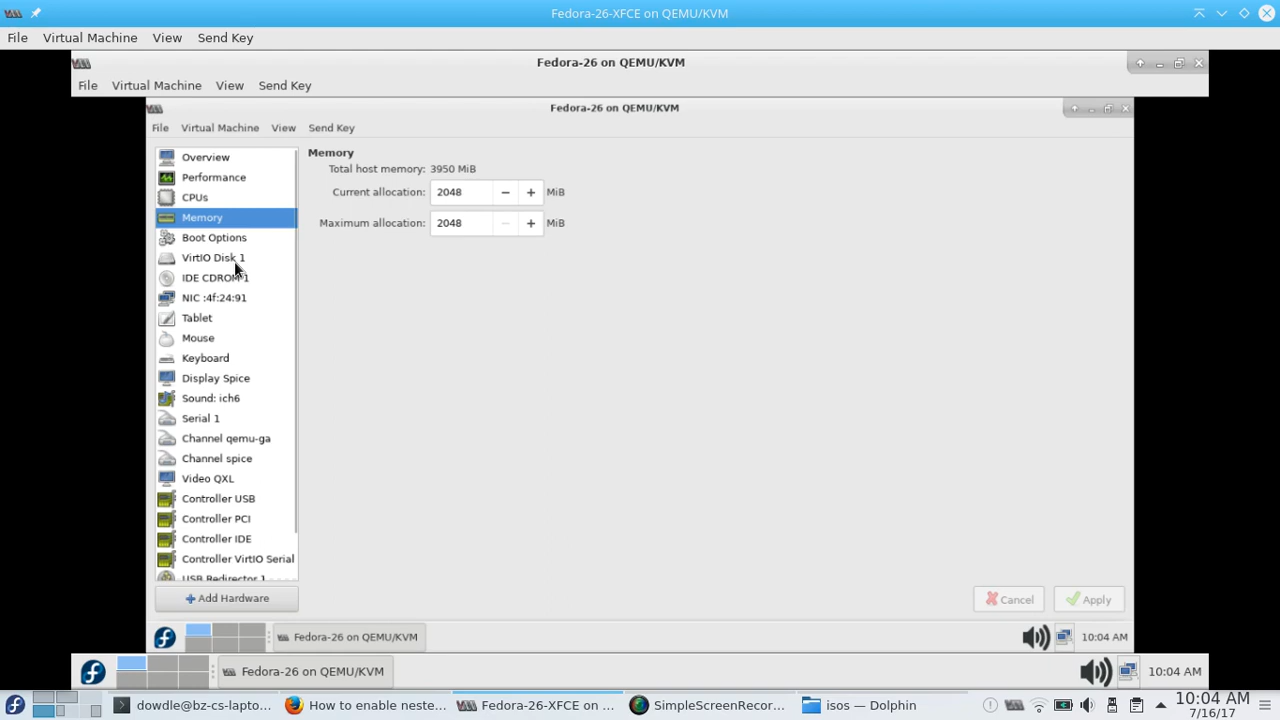 Fedora-26-XFCE on QEMU/KVM
File Virtual Machine View Send Key
Fedora-26 on QEMU/KVM
File Virtual Machine View Send Key
Fedora-26 on QEMU/KVM
File Virtual Machine View Send Key
Overview
Performance
CPUs
Memory
Boot Options
VirtIO Disk 1
IDE CDROM 1
NIC :4f:24:91
Tablet
Mouse
Keyboard
Display Spice
Sound: ich6
Serial 1
Channel qemu-ga
Channel spice
Video QXL
Controller USB
Controller PCI
Controller IDE
Controller VirtIO Serial
USB Redirector 1
Add Hardware
Memory
Total host memory: 3950 MiB
Current allocation: 2048 − + MiB
Maximum allocation: 2048 − + MiB
Cancel Apply
Fedora-26 on QEMU/KVM 10:04 AM
Fedora-26 on QEMU/KVM 10:04 AM
dowdle@bz-cs-lapto... How to enable neste... Fedora-26-XFCE on ... SimpleScreenRecor... isos — Dolphin 10:04 AM
7/16/17